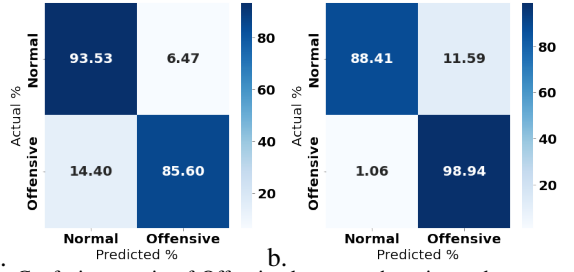 93.53 6.47
14.40 85.60
Normal
Offensive
Actual %
Normal Offensive
Predicted %
80
60
40
20
88.41 11.59
1.06 98.94
Normal
Offensive
Actual %
Normal Offensive
Predicted %
80
60
40
20
b.